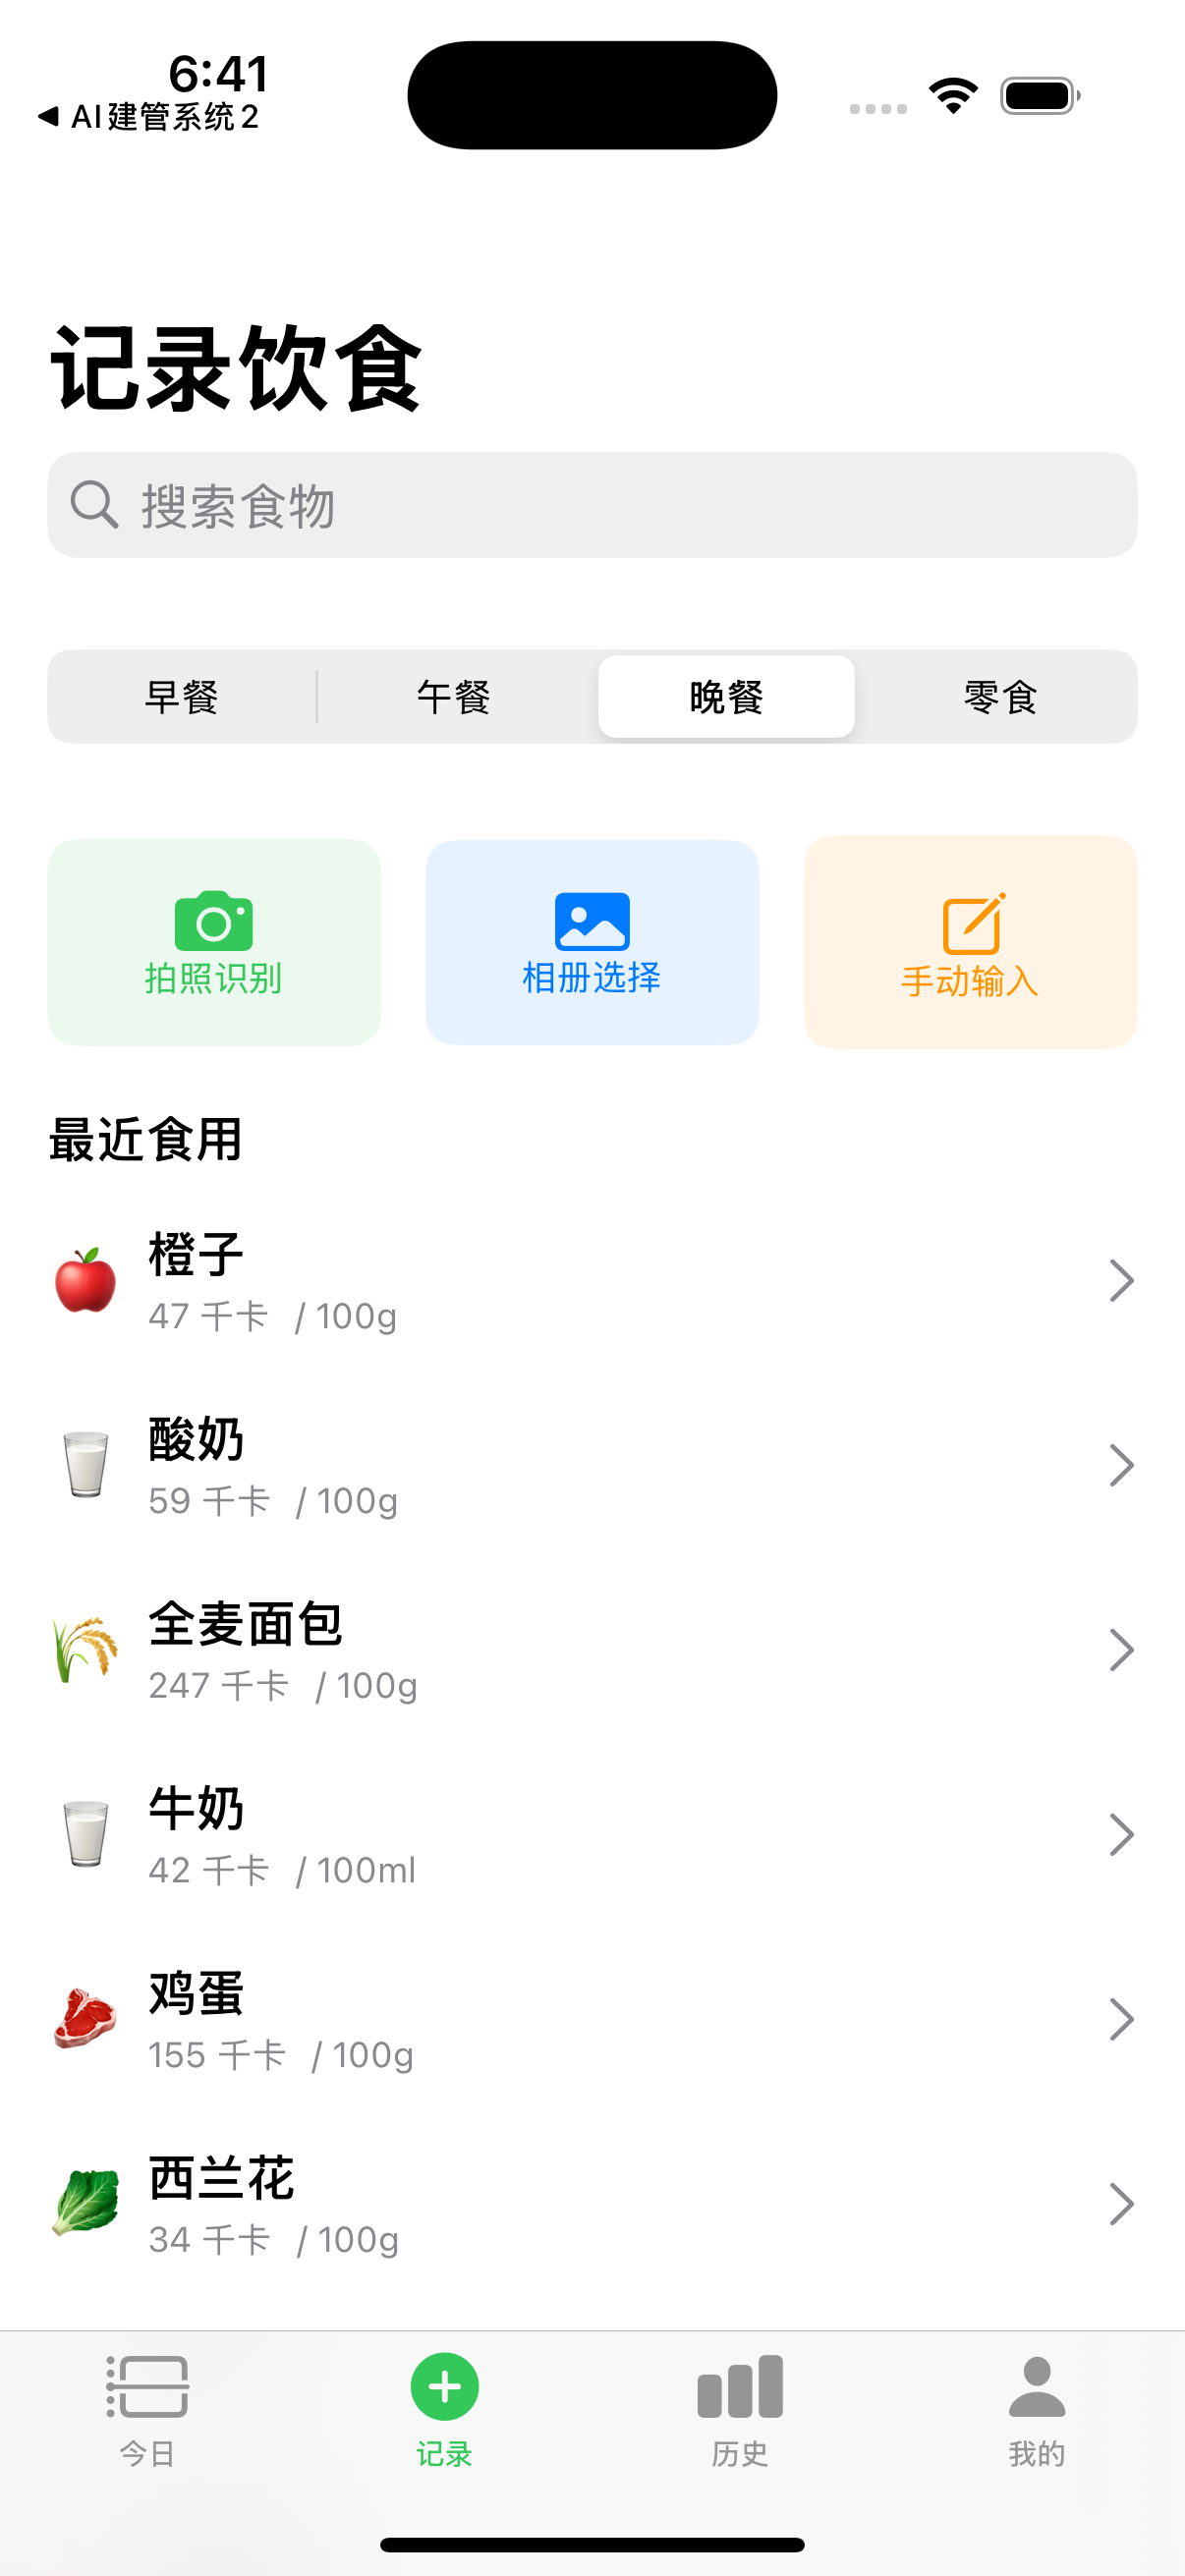 6:41
◀ AI建管系统2
记录饮食
搜索食物
早餐 午餐 晚餐 零食
拍照识别 相册选择 手动输入
最近食用
橙子
47 千卡 / 100g
酸奶
59 千卡 / 100g
全麦面包
247 千卡 / 100g
牛奶
42 千卡 / 100ml
鸡蛋
155 千卡 / 100g
西兰花
34 千卡 / 100g
今日 记录 历史 我的